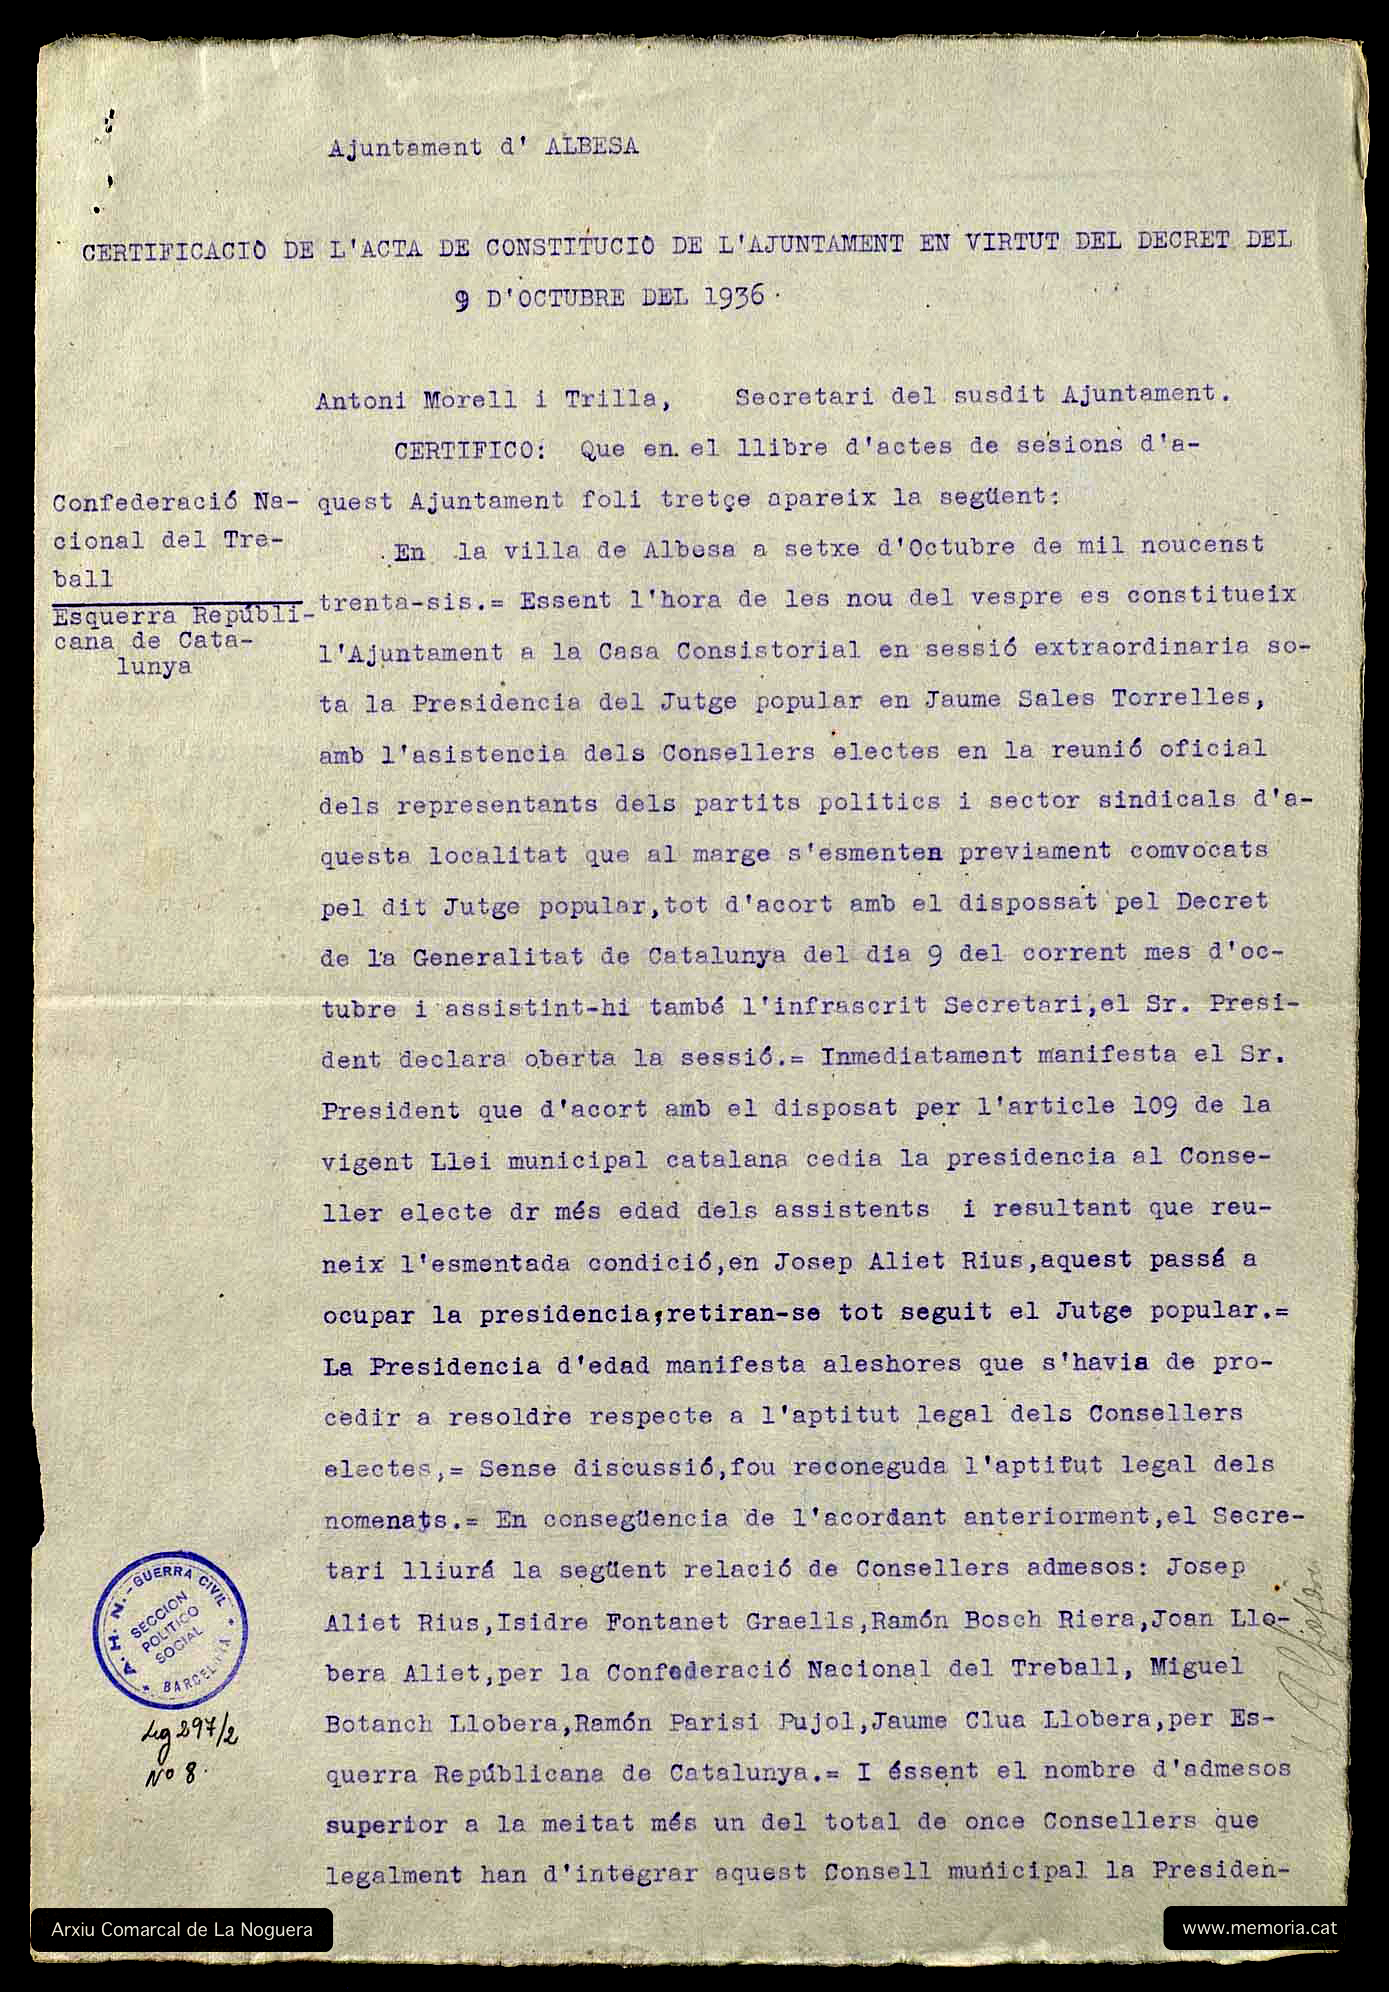 Ajuntament d' ALBESA
CERTIFICACIO DE L'ACTA DE CONSTITUCIO DE L'AJUNTAMENT EN VIRTUT DEL DECRET DEL
9 D'OCTUBRE DEL 1936.
Antoni Morell i Trilla, Secretari del susdit Ajuntament.
CERTIFICO: Que en el llibre d'actes de sesions d'a-
quest Ajuntament foli tretçe apareix la següent:
En la villa de Albesa a setxe d'Octubre de mil noucenst
trenta-sis.= Essent l'hora de les nou del vespre es constitueix
l'Ajuntament a la Casa Consistorial en sessió extraordinaria so-
ta la Presidencia del Jutge popular en Jaume Sales Torrelles,
amb l'asistencia dels Consellers electes en la reunió oficial
dels representants dels partits politics i sector sindicals d'a-
questa localitat que al marge s'esmenten previament comvocats
pel dit Jutge popular,tot d'acort amb el dispossat pel Decret
de la Generalitat de Catalunya del dia 9 del corrent mes d'oc-
tubre i assistint-hi també l'infrascrit Secretari,el Sr. Presi-
dent declara oberta la sessió.= Inmediatament manifesta el Sr.
President que d'acort amb el disposat per l'article 109 de la
vigent Llei municipal catalana cedia la presidencia al Conse-
ller electe dr més edad dels assistents i resultant que reu-
neix l'esmentada condició,en Josep Aliet Rius,aquest passá a
ocupar la presidencia,retiran-se tot seguit el Jutge popular.=
La Presidencia d'edad manifesta aleshores que s'havia de pro-
cedir a resoldre respecte a l'aptitut legal dels Consellers
electes,= Sense discussió,fou reconeguda l'aptitut legal dels
nomenats.= En consegüencia de l'acordant anteriorment,el Secre-
tari lliurá la següent relació de Consellers admesos: Josep
Aliet Rius,Isidre Fontanet Graells,Ramón Bosch Riera,Joan Llo-
bera Aliet,per la Confederació Nacional del Treball, Miguel
Botanch Llobera,Ramón Parisi Pujol,Jaume Clua Llobera,per Es-
querra Repúblicana de Catalunya.= I éssent el nombre d'admesos
superior a la meitat més un del total de once Consellers que
legalment han d'integrar aquest Consell municipal la Presiden-
Confederació Na-
cional del Tre-
ball
Esquerra Repúbli-
cana de Cata-
lunya
A. H. N. - GUERRA CIVIL
SECCION
POLITICO
SOCIAL
* BARCELONA *
Leg 297/2
Nº 8.
Arxiu Comarcal de La Noguera
www.memoria.cat